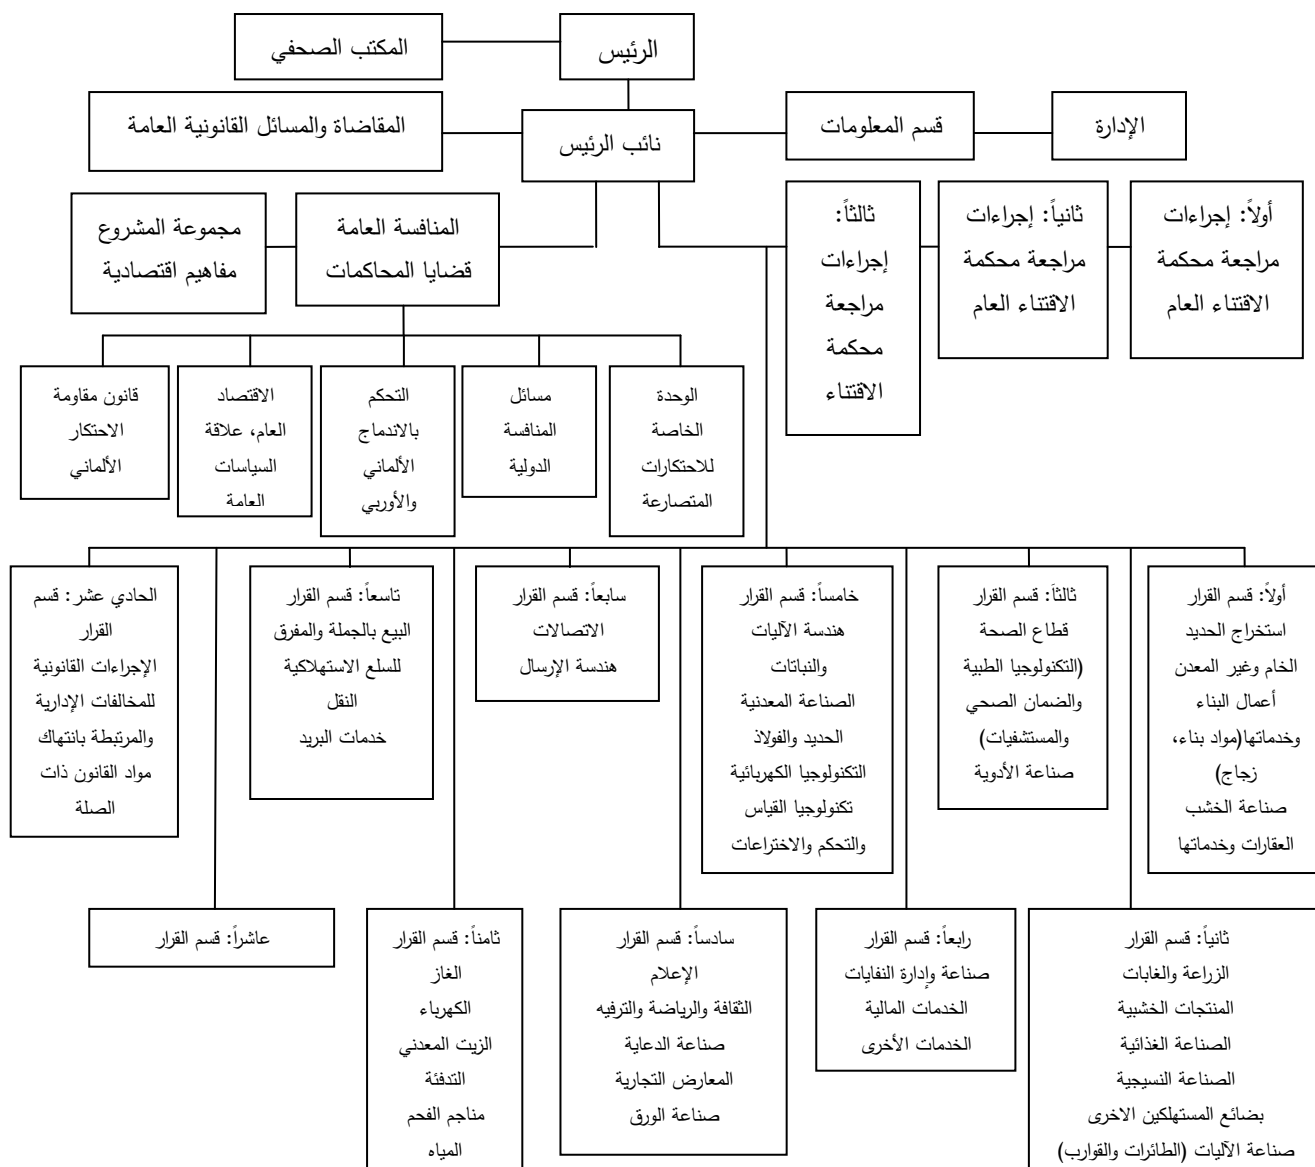 الرئيس
المكتب الصحفي
الإدارة
قسم المعلومات
نائب الرئيس
المقاضاة والمسائل القانونية العامة
أولاً: إجراءات
مراجعة محكمة
الاقتناء العام
ثانياً: إجراءات
مراجعة محكمة
الاقتناء العام
ثالثاً:
إجراءات
مراجعة
محكمة
الاقتناء
المنافسة العامة
قضايا المحاكمات
مجموعة المشروع
مفاهيم اقتصادية
الوحدة
الخاصة
للاحتكارات
المتصارعة
مسائل
المنافسة
الدولية
التحكم
بالاندماج
الألماني
والأوربي
الاقتصاد
العام، علاقة
السياسات
العامة
قانون مقاومة
الاحتكار
الألماني
أولاً: قسم القرار
استخراج الحديد
الخام وغير المعدن
أعمال البناء
وخدماتها(مواد بناء،
زجاج)
صناعة الخشب
العقارات وخدماتها
ثالثاً: قسم القرار
قطاع الصحة
(التكنولوجيا الطبية
والضمان الصحي
والمستشفيات)
صناعة الأدوية
خامساً: قسم القرار
هندسة الآليات
والنباتات
الصناعة المعدنية
الحديد والفولاذ
التكنولوجيا الكهربائية
تكنولوجيا القياس
والتحكم والاختراعات
سابعاً: قسم القرار
الاتصالات
هندسة الإرسال
تاسعاً: قسم القرار
البيع بالجملة والمفرق
للسلع الاستهلاكية
النقل
خدمات البريد
الحادي عشر: قسم
القرار
الإجراءات القانونية
للمخالفات الإدارية
والمرتبطة بانتهاك
مواد القانون ذات
الصلة
ثانياً: قسم القرار
الزراعة والغابات
المنتجات الخشبية
الصناعة الغذائية
الصناعة النسيجية
بضائع المستهلكين الاخرى
صناعة الآليات (الطائرات والقوارب)
رابعاً: قسم القرار
صناعة وإدارة النفايات
الخدمات المالية
الخدمات الأخرى
سادساً: قسم القرار
الإعلام
الثقافة والرياضة والترفيه
صناعة الدعاية
المعارض التجارية
صناعة الورق
ثامناً: قسم القرار
الغاز
الكهرباء
الزيت المعدني
التدفئة
مناجم الفحم
المياه
عاشراً: قسم القرار